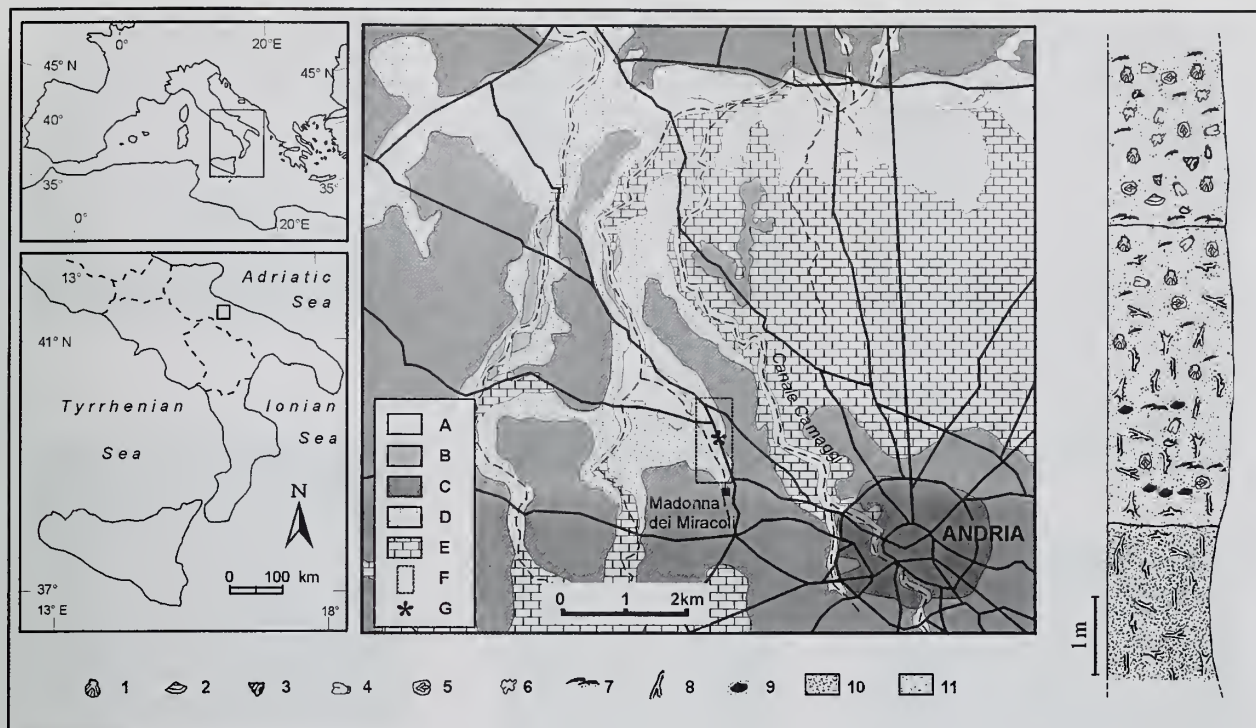 0° 20°E
45° N 45° N
40°
35° 35°
0° 20°E
13° Adriatic
Sea
41° N
Tyrrhenian Ionian
Sea Sea
N
0 100 km
37°
13° E 18°
A
B
C
D
E
F
G
Canale Camaggi
Madonna
dei Miracoli
ANDRIA
0 1 2km
1 m
1 2 3 4 5 6 7 8 9 10 11